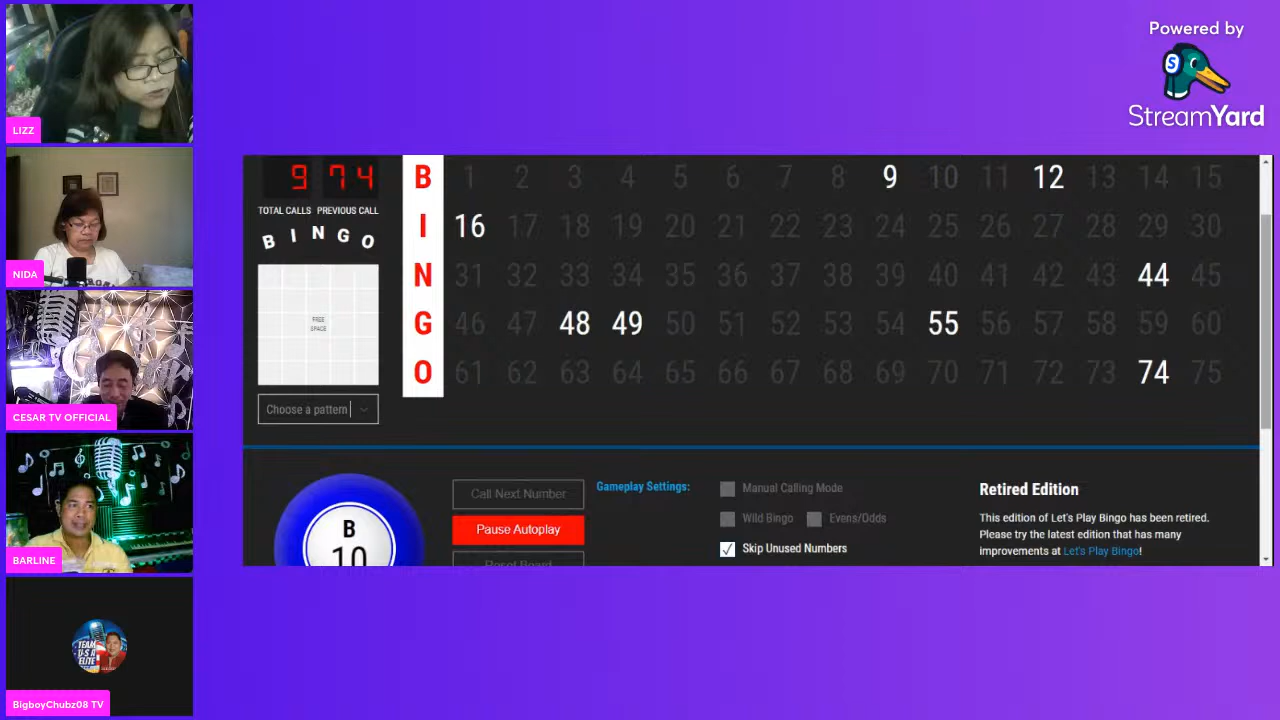 LIZZ
NIDA
CESAR TV OFFICIAL
BARLINE
TEAM
U-S-A
ELITE
BigboyChubz08 TV
Powered by
StreamYard
9 74
TOTAL CALLS PREVIOUS CALL
B I N G O
FREE
SPACE
Choose a pattern
B 1 2 3 4 5 6 7 8 9 10 11 12 13 14 15
I 16 17 18 19 20 21 22 23 24 25 26 27 28 29 30
N 31 32 33 34 35 36 37 38 39 40 41 42 43 44 45
G 46 47 48 49 50 51 52 53 54 55 56 57 58 59 60
O 61 62 63 64 65 66 67 68 69 70 71 72 73 74 75
B
10
Call Next Number
Pause Autoplay
Reset Board
Gameplay Settings:
Manual Calling Mode
Wild Bingo Evens/Odds
Skip Unused Numbers
Retired Edition
This edition of Let's Play Bingo has been retired.
Please try the latest edition that has many
improvements at Let's Play Bingo!